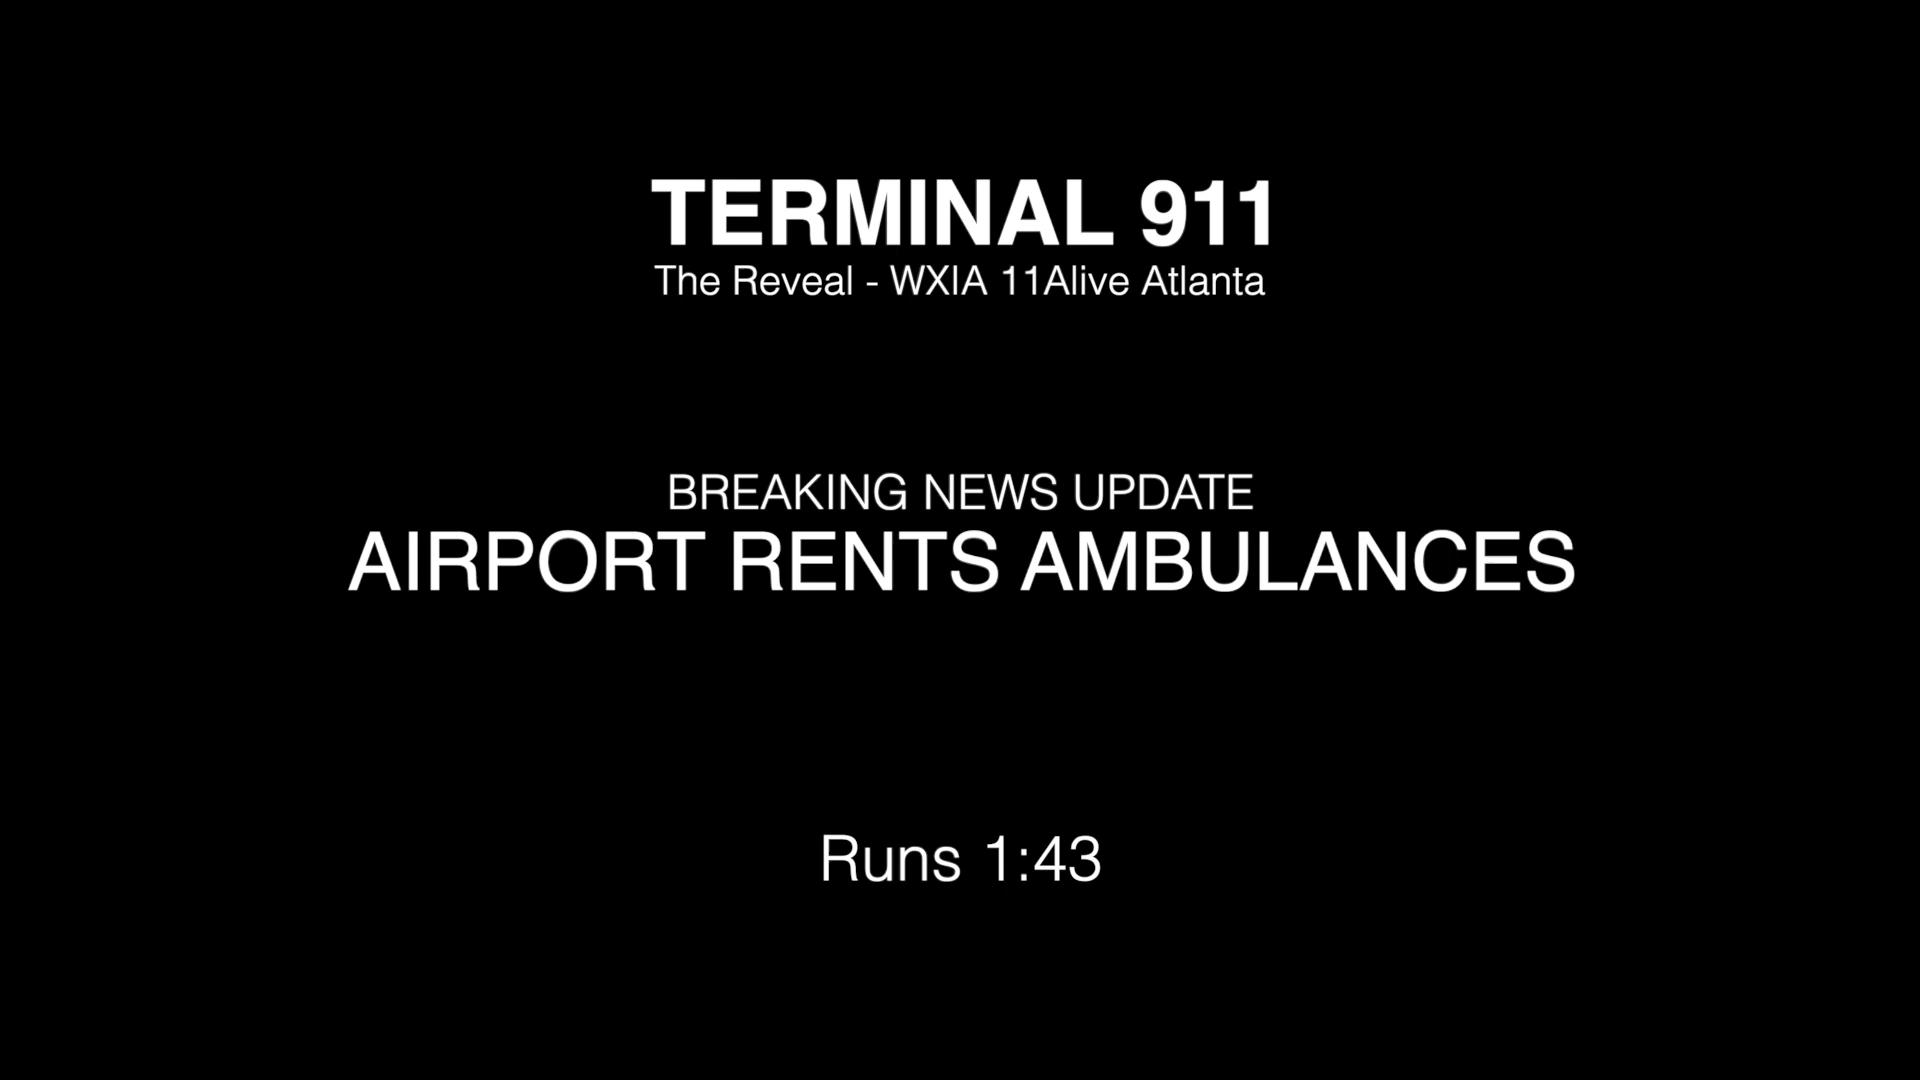 TERMINAL 911
The Reveal - WXIA 11Alive Atlanta
BREAKING NEWS UPDATE
AIRPORT RENTS AMBULANCES
Runs 1:43